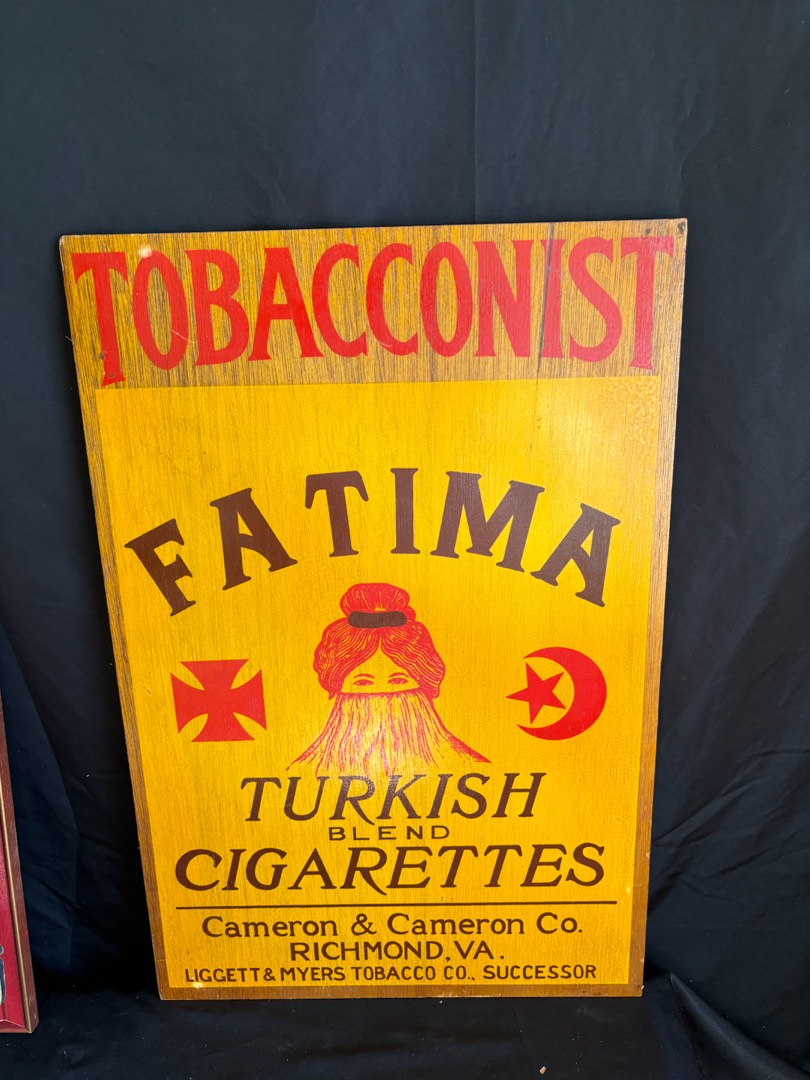 TOBACCONIST
FATIMA
TURKISH
BLEND
CIGARETTES
Cameron & Cameron Co.
RICHMOND, VA.
LIGGETT & MYERS TOBACCO CO., SUCCESSOR